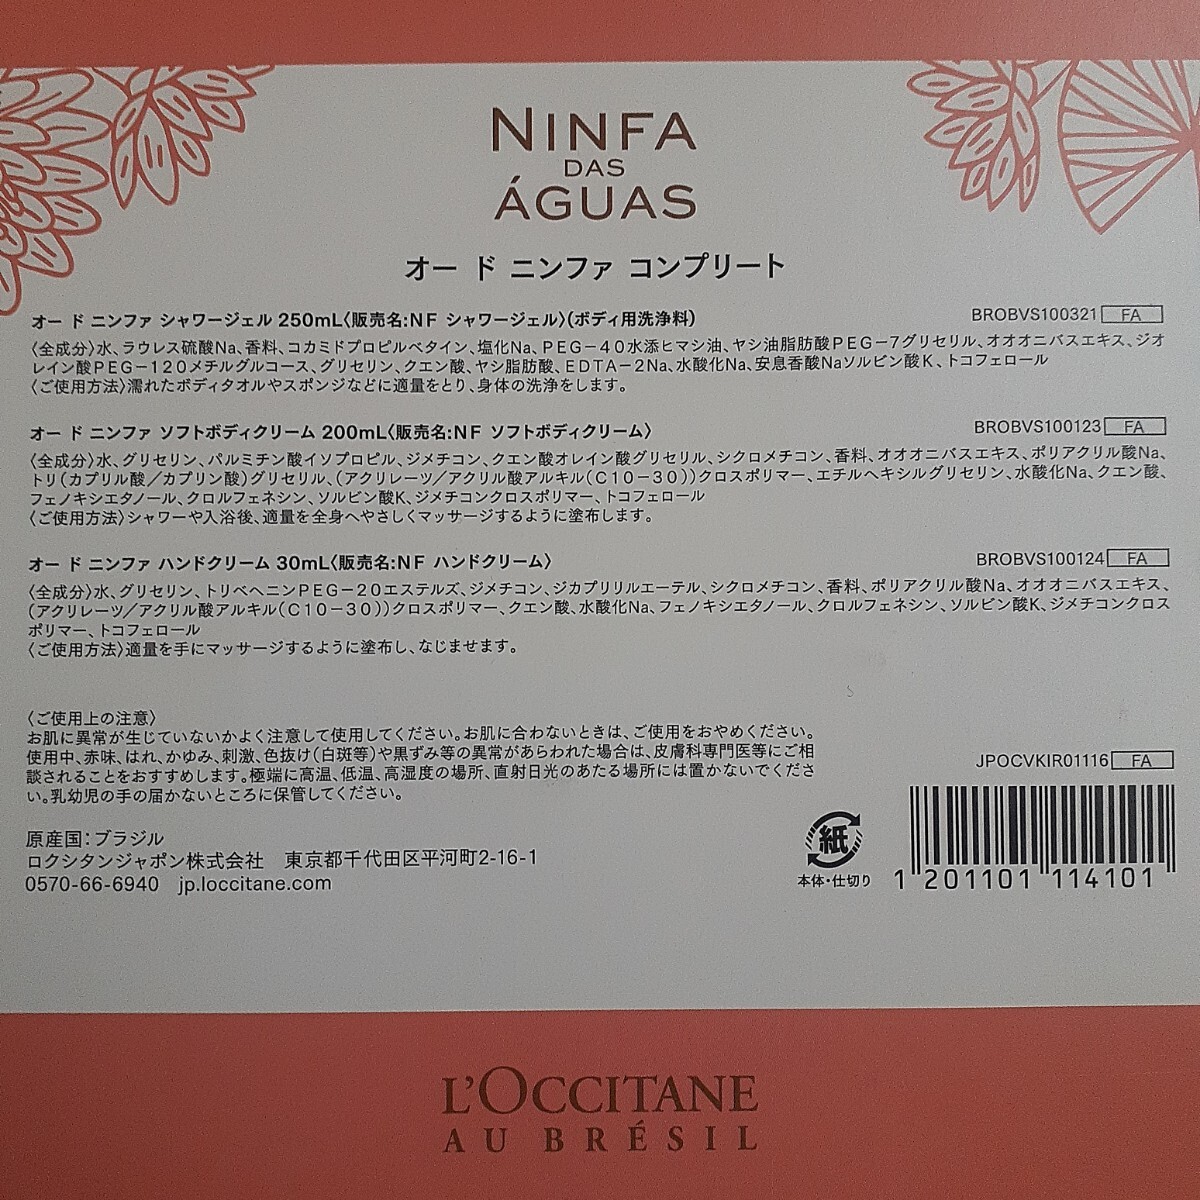 NINFA
DAS
ÁGUAS
オー ド ニンファ コンプリート
オー ド ニンファ シャワージェル 250mL〈販売名:NF シャワージェル〉(ボディ用洗浄料)
BROBVS100321 FA
〈全成分〉水、ラウレス硫酸Na、香料、コカミドプロピルベタイン、塩化Na、PEG－40水添ヒマシ油、ヤシ油脂肪酸PEG－7グリセリル、オオオニバスエキス、ジオ
レイン酸PEG－120メチルグルコース、グリセリン、クエン酸、ヤシ脂肪酸、EDTA－2Na、水酸化Na、安息香酸Naソルビン酸K、トコフェロール
〈ご使用方法〉濡れたボディタオルやスポンジなどに適量をとり、身体の洗浄をします。
オー ド ニンファ ソフトボディクリーム 200mL〈販売名:NF ソフトボディクリーム〉
BROBVS100123 FA
〈全成分〉水、グリセリン、パルミチン酸イソプロピル、ジメチコン、クエン酸オレイン酸グリセリル、シクロメチコン、香料、オオオニバスエキス、ポリアクリル酸Na、
トリ(カプリル酸／カプリン酸)グリセリル、(アクリレーツ／アクリル酸アルキル(C10－30))クロスポリマー、エチルヘキシルグリセリン、水酸化Na、クエン酸、
フェノキシエタノール、クロルフェネシン、ソルビン酸K、ジメチコンクロスポリマー、トコフェロール
〈ご使用方法〉シャワーや入浴後、適量を全身へやさしくマッサージするように塗布します。
オー ド ニンファ ハンドクリーム 30mL〈販売名:NF ハンドクリーム〉
BROBVS100124 FA
〈全成分〉水、グリセリン、トリベヘニンPEG－20エステルズ、ジメチコン、ジカプリリルエーテル、シクロメチコン、香料、ポリアクリル酸Na、オオオニバスエキス、
(アクリレーツ／アクリル酸アルキル(C10－30))クロスポリマー、クエン酸、水酸化Na、フェノキシエタノール、クロルフェネシン、ソルビン酸K、ジメチコンクロス
ポリマー、トコフェロール
〈ご使用方法〉適量を手にマッサージするように塗布し、なじませます。
〈ご使用上の注意〉
お肌に異常が生じていないかよく注意して使用してください。お肌に合わないときは、ご使用をおやめください。
使用中、赤味、はれ、かゆみ、刺激、色抜け(白斑等)や黒ずみ等の異常があらわれた場合は、皮膚科専門医等にご相
談されることをおすすめします。極端に高温、低温、高湿度の場所、直射日光のあたる場所には置かないでくださ
い。乳幼児の手の届かないところに保管してください。
JPOCVKIR01116 FA
原産国：ブラジル
ロクシタンジャポン株式会社 東京都千代田区平河町2-16-1
0570-66-6940 jp.loccitane.com
紙
本体・仕切り
1 201101 114101
L'OCCITANE
AU BRÉSIL